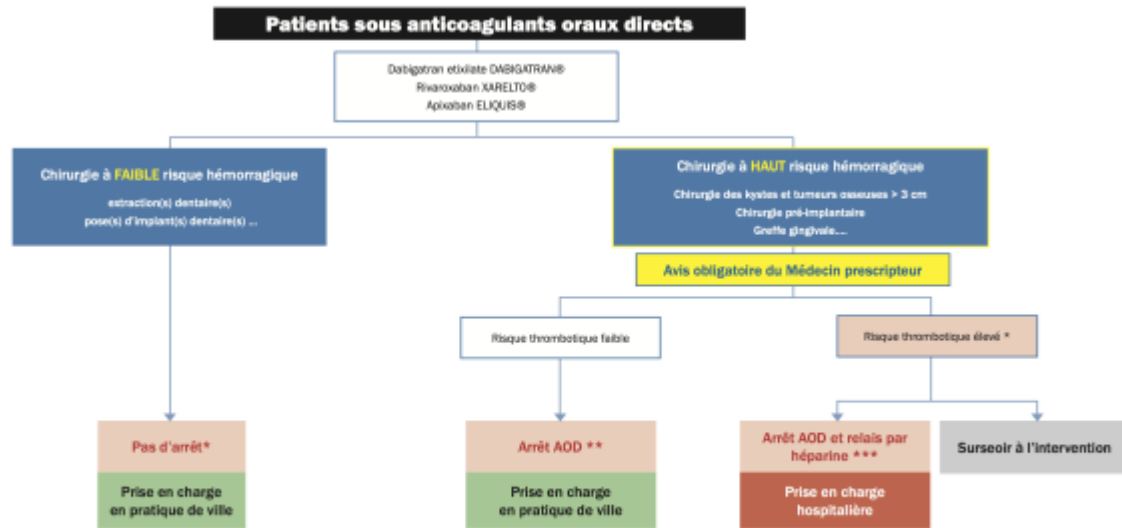 Patients sous anticoagulants oraux directs
Dabigatran etixilate DABIGATRAN®
Rivaroxaban XARELTO®
Apixaban ELIQUIS®
Chirurgie à FAIBLE risque hémorragique
extraction(s) dentaire(s)
pose(s) d'implant(s) dentaire(s) ...
Chirurgie à HAUT risque hémorragique
Chirurgie des kystes et tumeurs osseuses > 3 cm
Chirurgie pré-implantaire
Greffe gingivale....
Avis obligatoire du Médecin prescripteur
Risque thrombotique faible
Risque thrombotique élevé *
Pas d'arrêt*
Prise en charge
en pratique de ville
Arrêt AOD **
Prise en charge
en pratique de ville
Arrêt AOD et relais par
héparine ***
Prise en charge
hospitalière
Surseoir à l'intervention